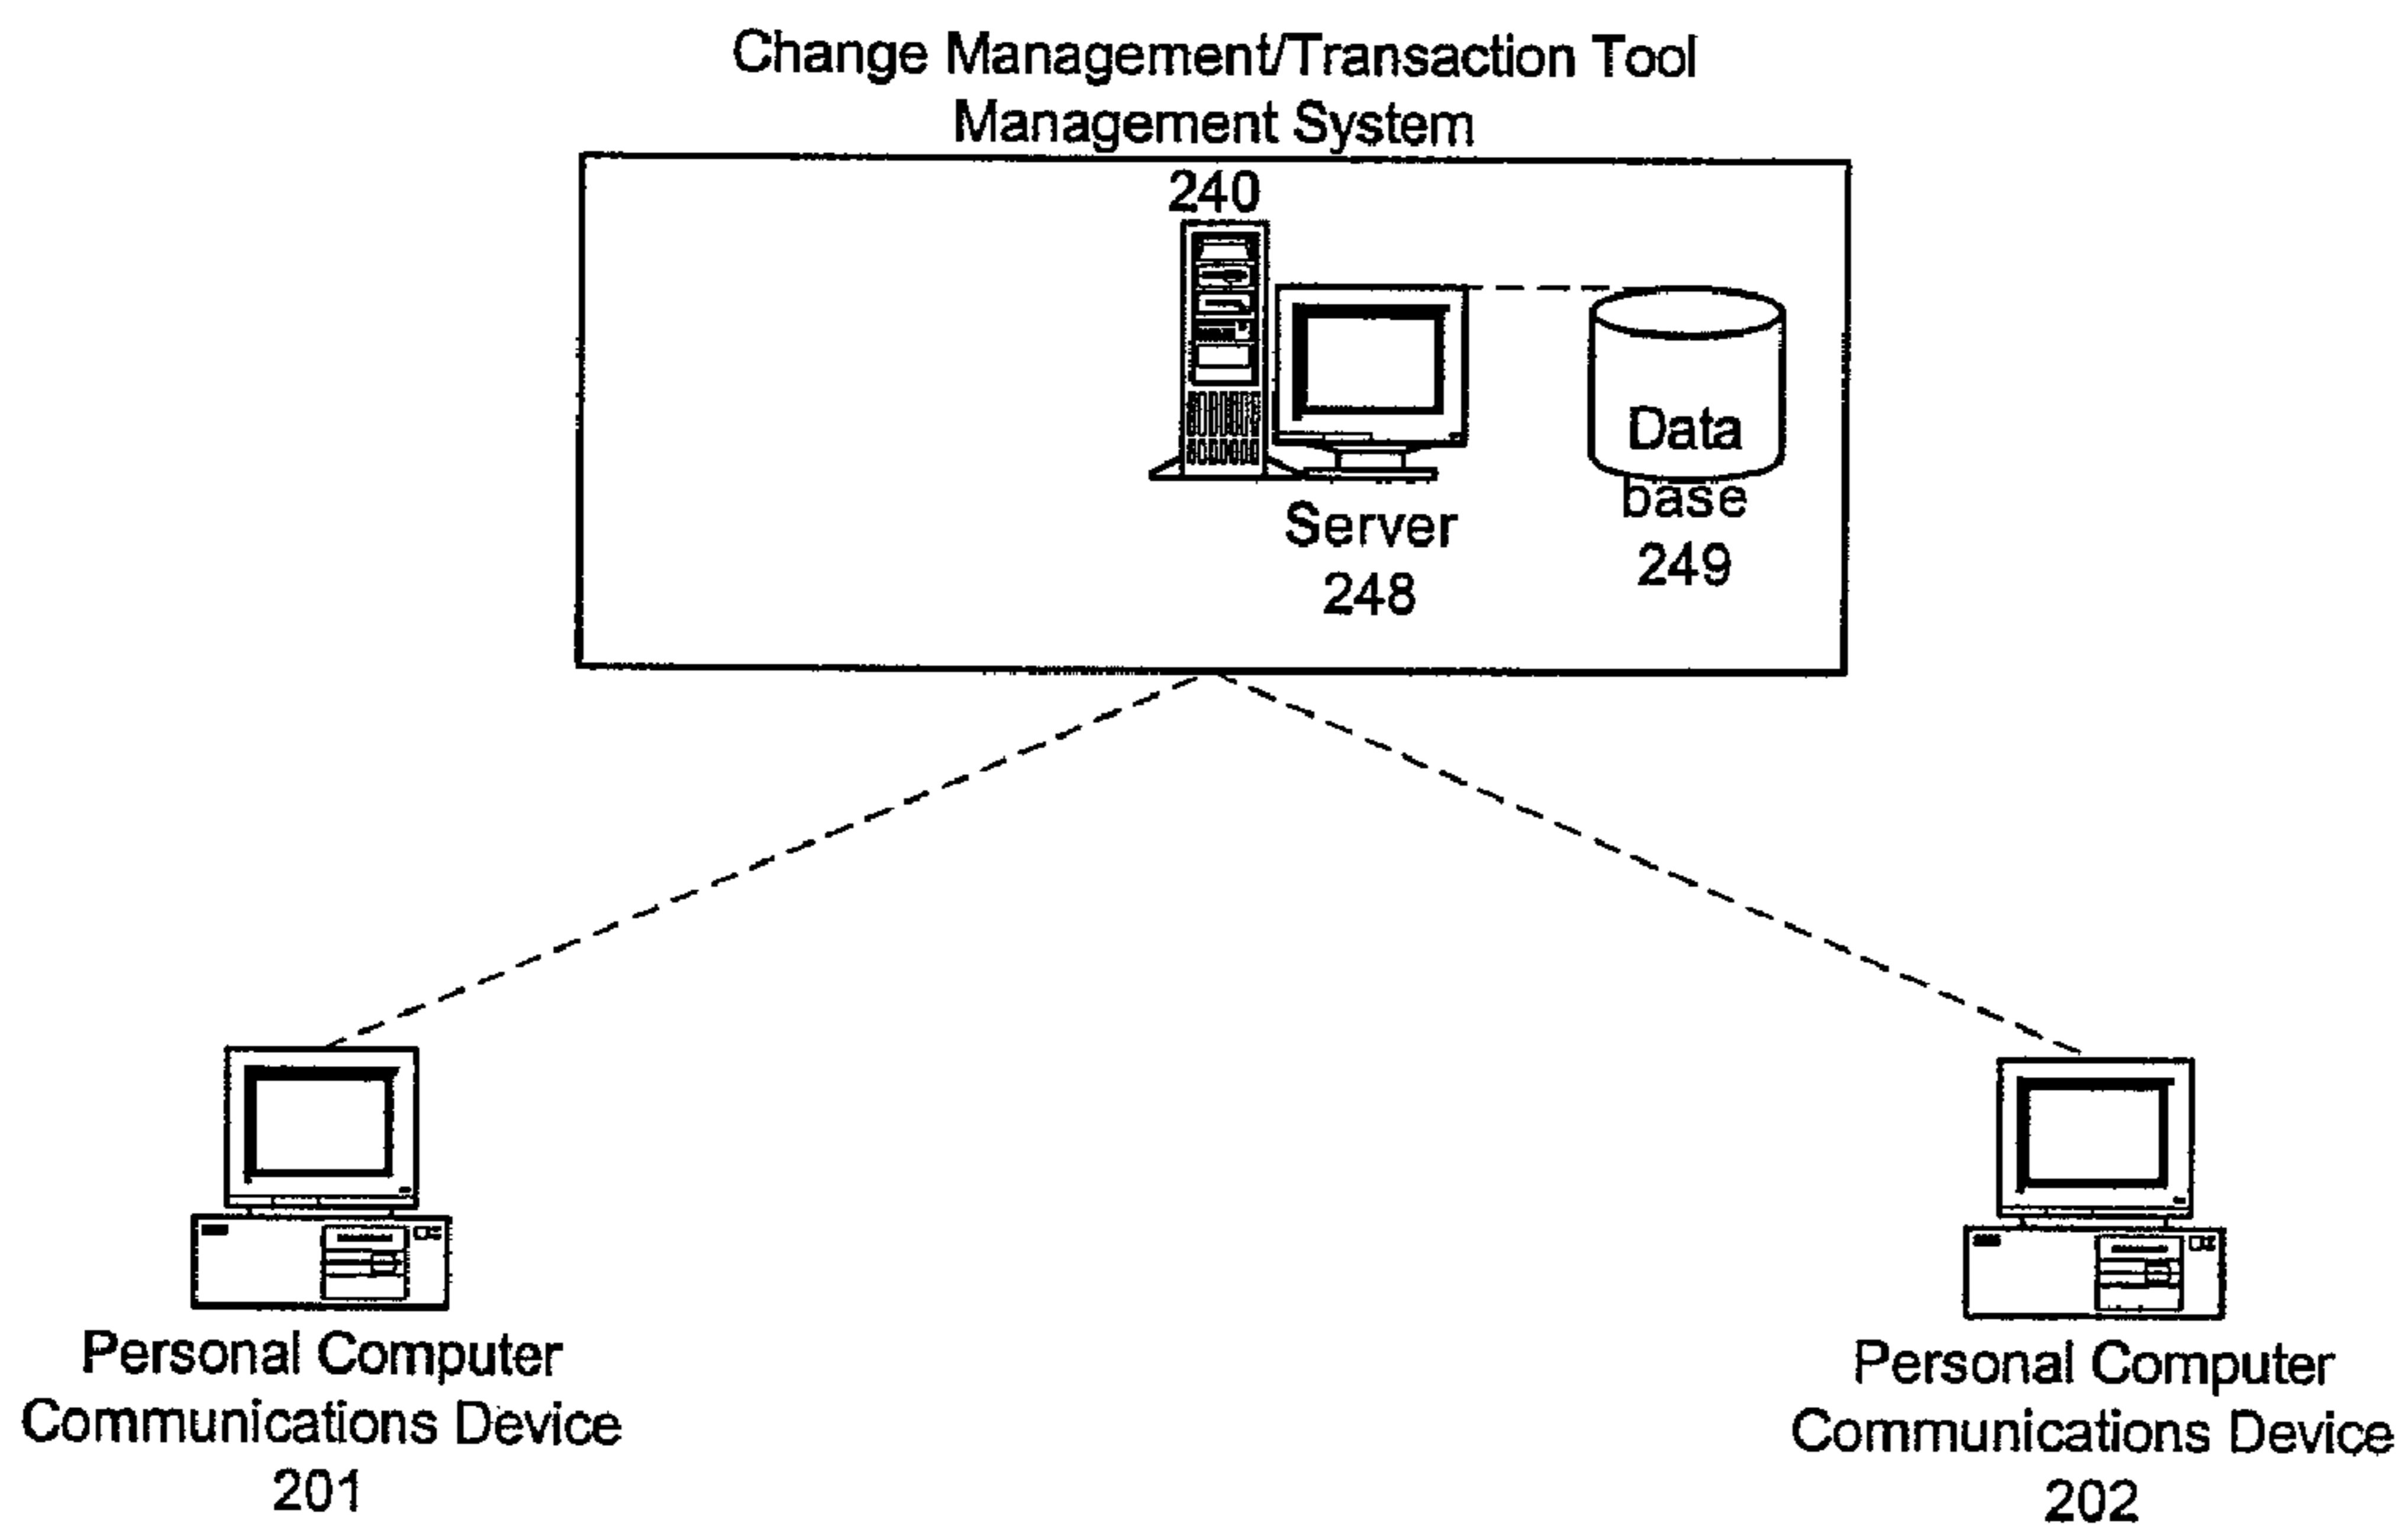 Change Management/Transaction Tool
Management System
240
Data
base
249
Server
248
Personal Computer
Communications Device
201
Personal Computer
Communications Device
202